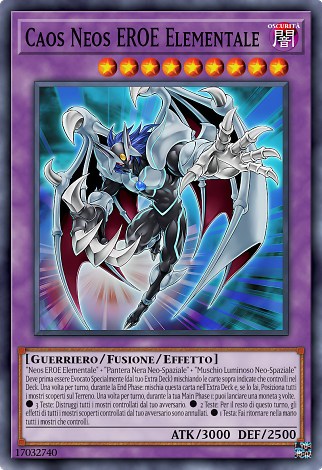 Caos Neos EROE Elementale
OSCURITÀ
闇
[Guerriero/Fusione/Effetto]
"Neos EROE Elementale" + "Pantera Nera Neo-Spaziale" + "Muschio Luminoso Neo-Spaziale"
Deve prima essere Evocato Specialmente (dal tuo Extra Deck) mischiando le carte sopra indicate che controlli nel
Deck. Una volta per turno, durante la End Phase: mischia questa carta nell'Extra Deck e, se lo fai, Posiziona tutti
i mostri scoperti sul Terreno. Una volta per turno, durante la tua Main Phase 1: puoi lanciare una moneta 3 volte.
● 3 Teste: Distruggi tutti i mostri controllati dal tuo avversario. ● 2 Teste: Per il resto di questo turno, gli
effetti di tutti i mostri scoperti controllati dal tuo avversario sono annullati. ● 1 Testa: Fai ritornare nella mano
tutti i mostri che controlli.
ATK/3000 DEF/2500
17032740